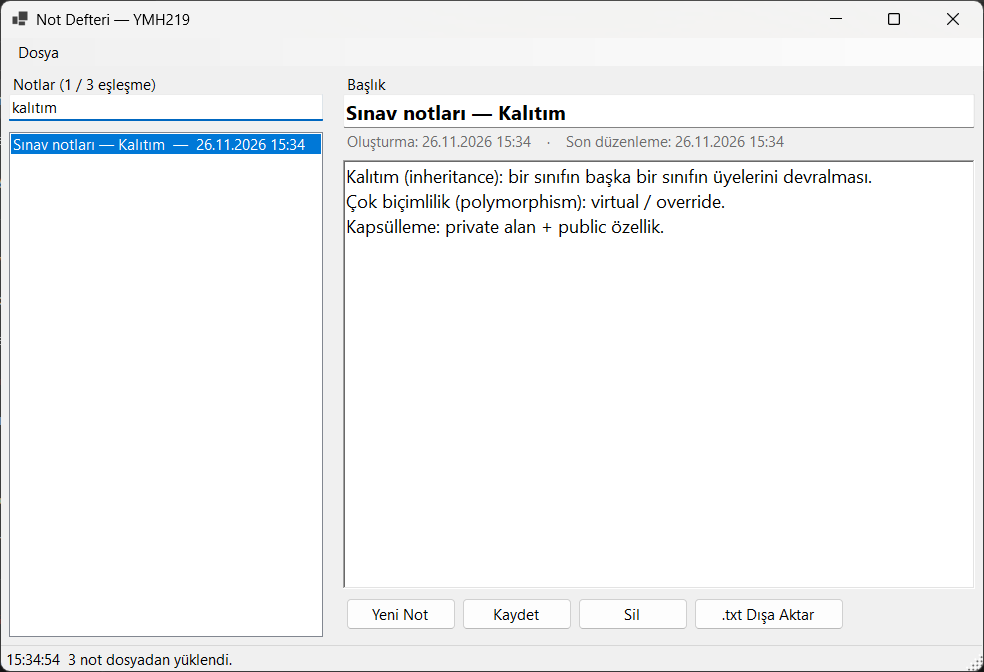 Not Defteri — YMH219
Dosya
Notlar (1 / 3 eşleşme)
kalıtım
Sınav notları — Kalıtım — 26.11.2026 15:34
Başlık
Sınav notları — Kalıtım
Oluşturma: 26.11.2026 15:34 · Son düzenleme: 26.11.2026 15:34
Kalıtım (inheritance): bir sınıfın başka bir sınıfın üyelerini devralması.
Çok biçimlilik (polymorphism): virtual / override.
Kapsülleme: private alan + public özellik.
Yeni Not
Kaydet
Sil
.txt Dışa Aktar
15:34:54 3 not dosyadan yüklendi.